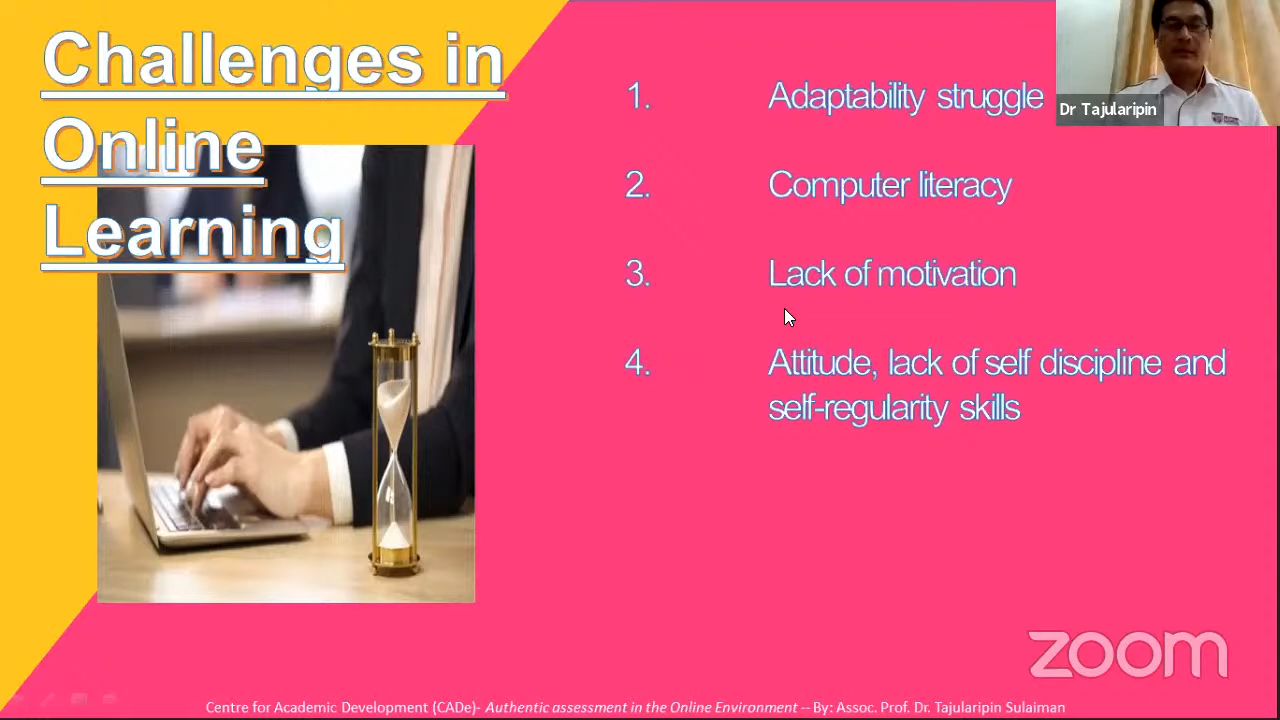 Challenges in
Online
Learning
1. Adaptability struggle
2. Computer literacy
3. Lack of motivation
4. Attitude, lack of self discipline and
self-regularity skills
Dr Tajularipin
zoom
Centre for Academic Development (CADe)- Authentic assessment in the Online Environment -- By: Assoc. Prof. Dr. Tajularipin Sulaiman